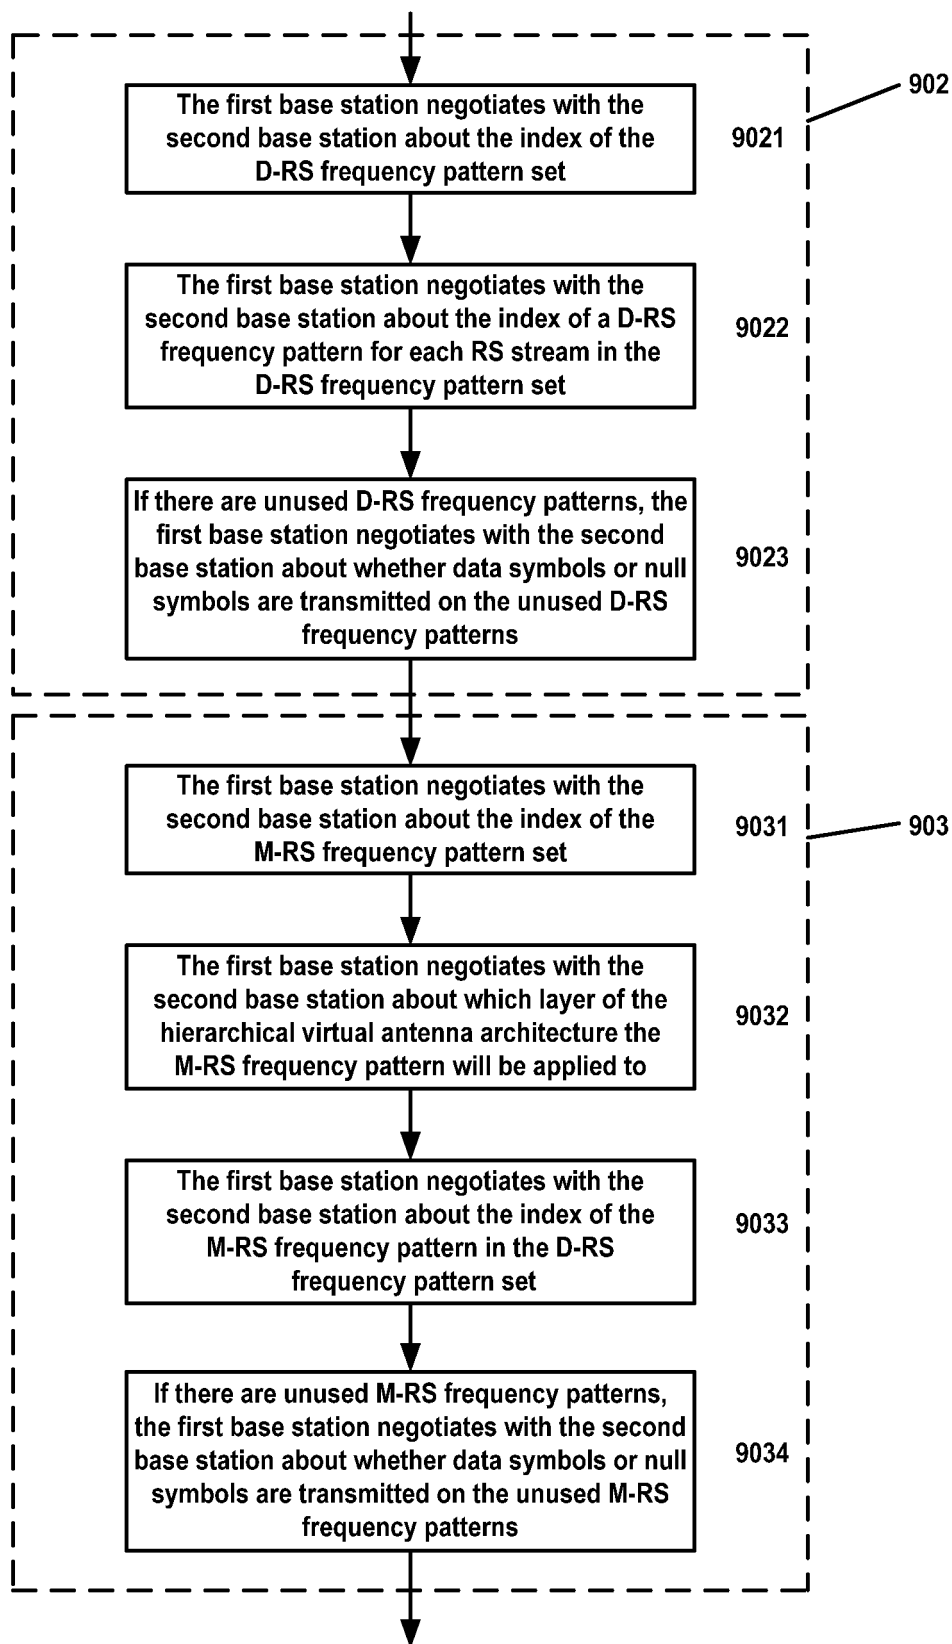 902
The first base station negotiates with the
second base station about the index of the
D-RS frequency pattern set
9021
The first base station negotiates with the
second base station about the index of a D-RS
frequency pattern for each RS stream in the
D-RS frequency pattern set
9022
If there are unused D-RS frequency patterns, the
first base station negotiates with the second
base station about whether data symbols or null
symbols are transmitted on the unused D-RS
frequency patterns
9023
The first base station negotiates with the
second base station about the index of the
M-RS frequency pattern set
9031
903
The first base station negotiates with the
second base station about which layer of the
hierarchical virtual antenna architecture the
M-RS frequency pattern will be applied to
9032
The first base station negotiates with the
second base station about the index of the
M-RS frequency pattern in the D-RS
frequency pattern set
9033
If there are unused M-RS frequency patterns,
the first base station negotiates with the second
base station about whether data symbols or null
symbols are transmitted on the unused M-RS
frequency patterns
9034